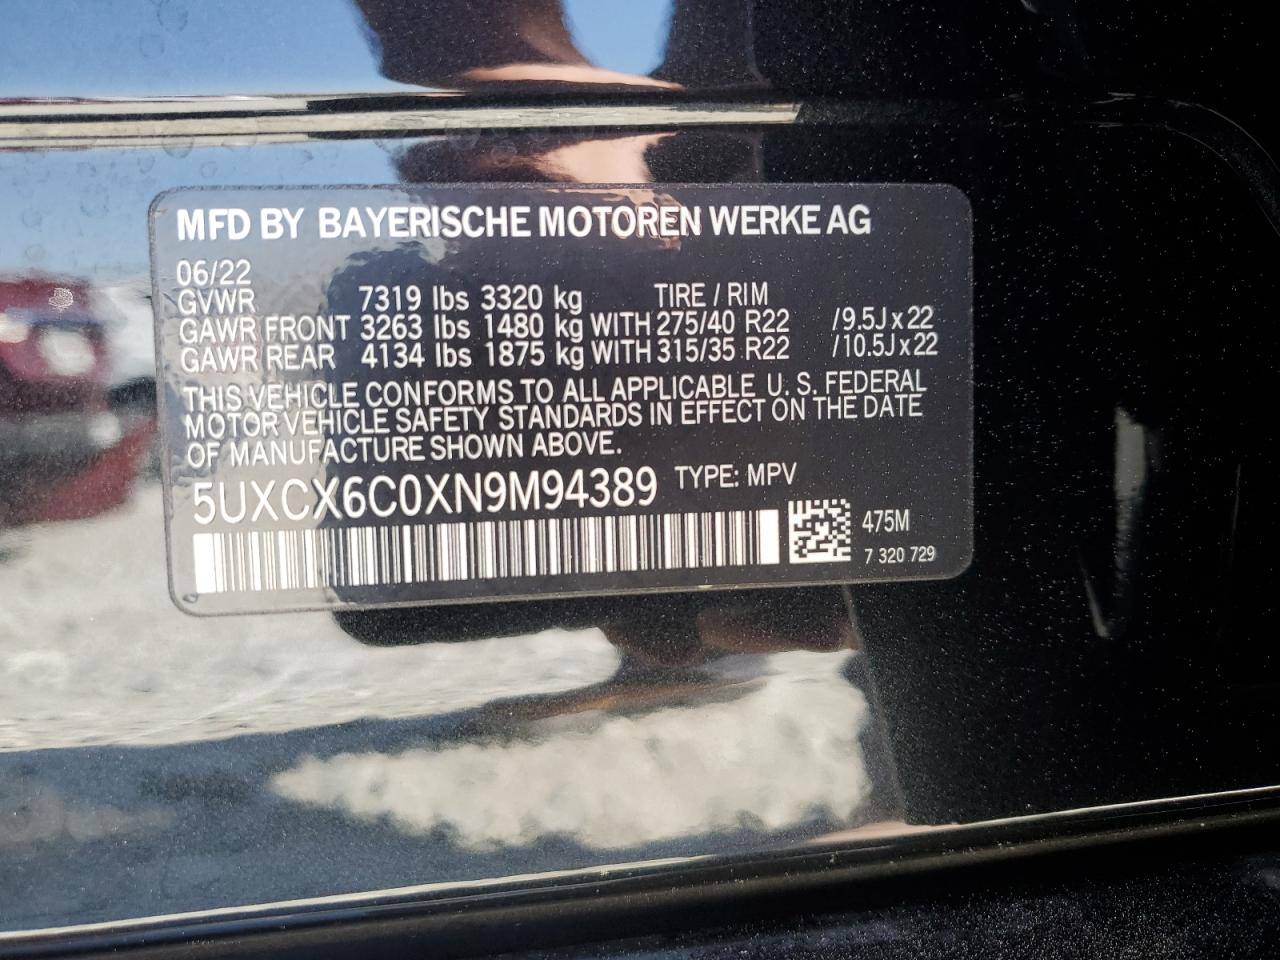 MFD BY BAYERISCHE MOTOREN WERKE AG
06/22
GVWR 7319 lbs 3320 kg TIRE / RIM
GAWR FRONT 3263 lbs 1480 kg WITH 275/40 R22 /9.5J x 22
GAWR REAR 4134 lbs 1875 kg WITH 315/35 R22 /10.5J x 22
THIS VEHICLE CONFORMS TO ALL APPLICABLE U. S. FEDERAL
MOTOR VEHICLE SAFETY STANDARDS IN EFFECT ON THE DATE
OF MANUFACTURE SHOWN ABOVE.
5UXCX6C0XN9M94389 TYPE: MPV
475M
7 320 729